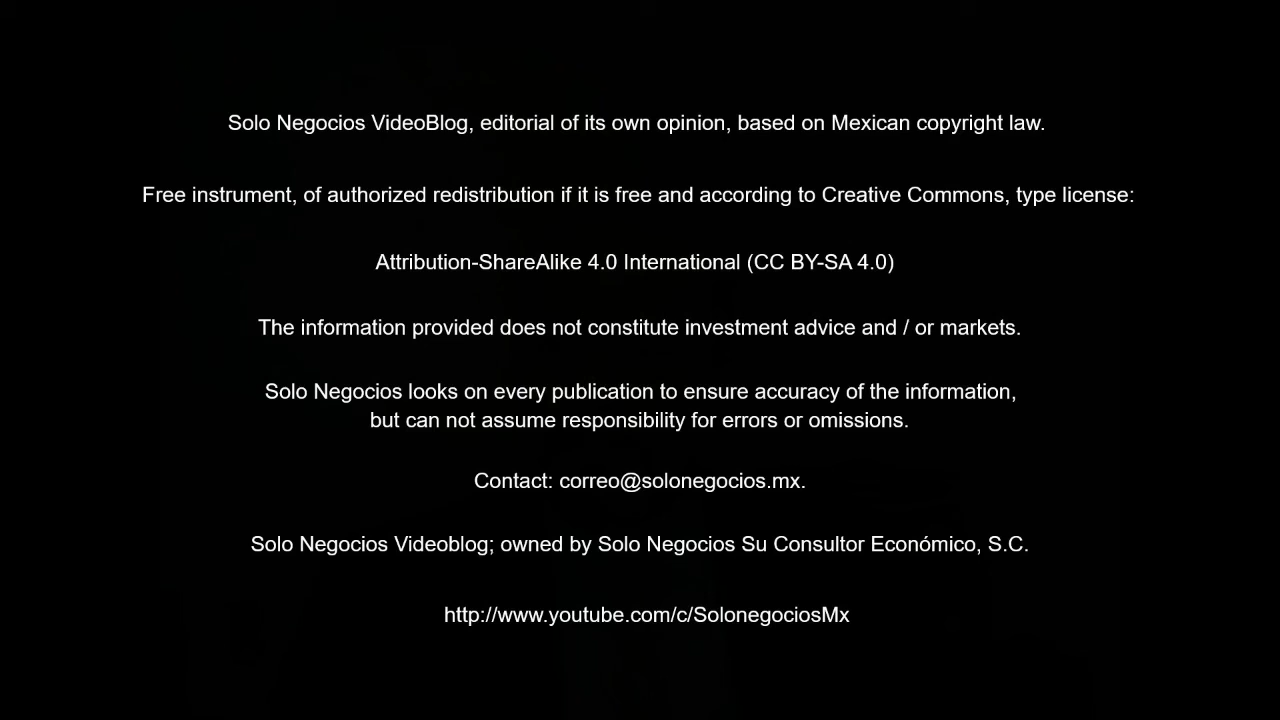 Solo Negocios VideoBlog, editorial of its own opinion, based on Mexican copyright law.
Free instrument, of authorized redistribution if it is free and according to Creative Commons, type license:
Attribution-ShareAlike 4.0 International (CC BY-SA 4.0)
The information provided does not constitute investment advice and / or markets.
Solo Negocios looks on every publication to ensure accuracy of the information,
but can not assume responsibility for errors or omissions.
Contact: correo@solonegocios.mx.
Solo Negocios Videoblog; owned by Solo Negocios Su Consultor Económico, S.C.
http://www.youtube.com/c/SolonegociosMx